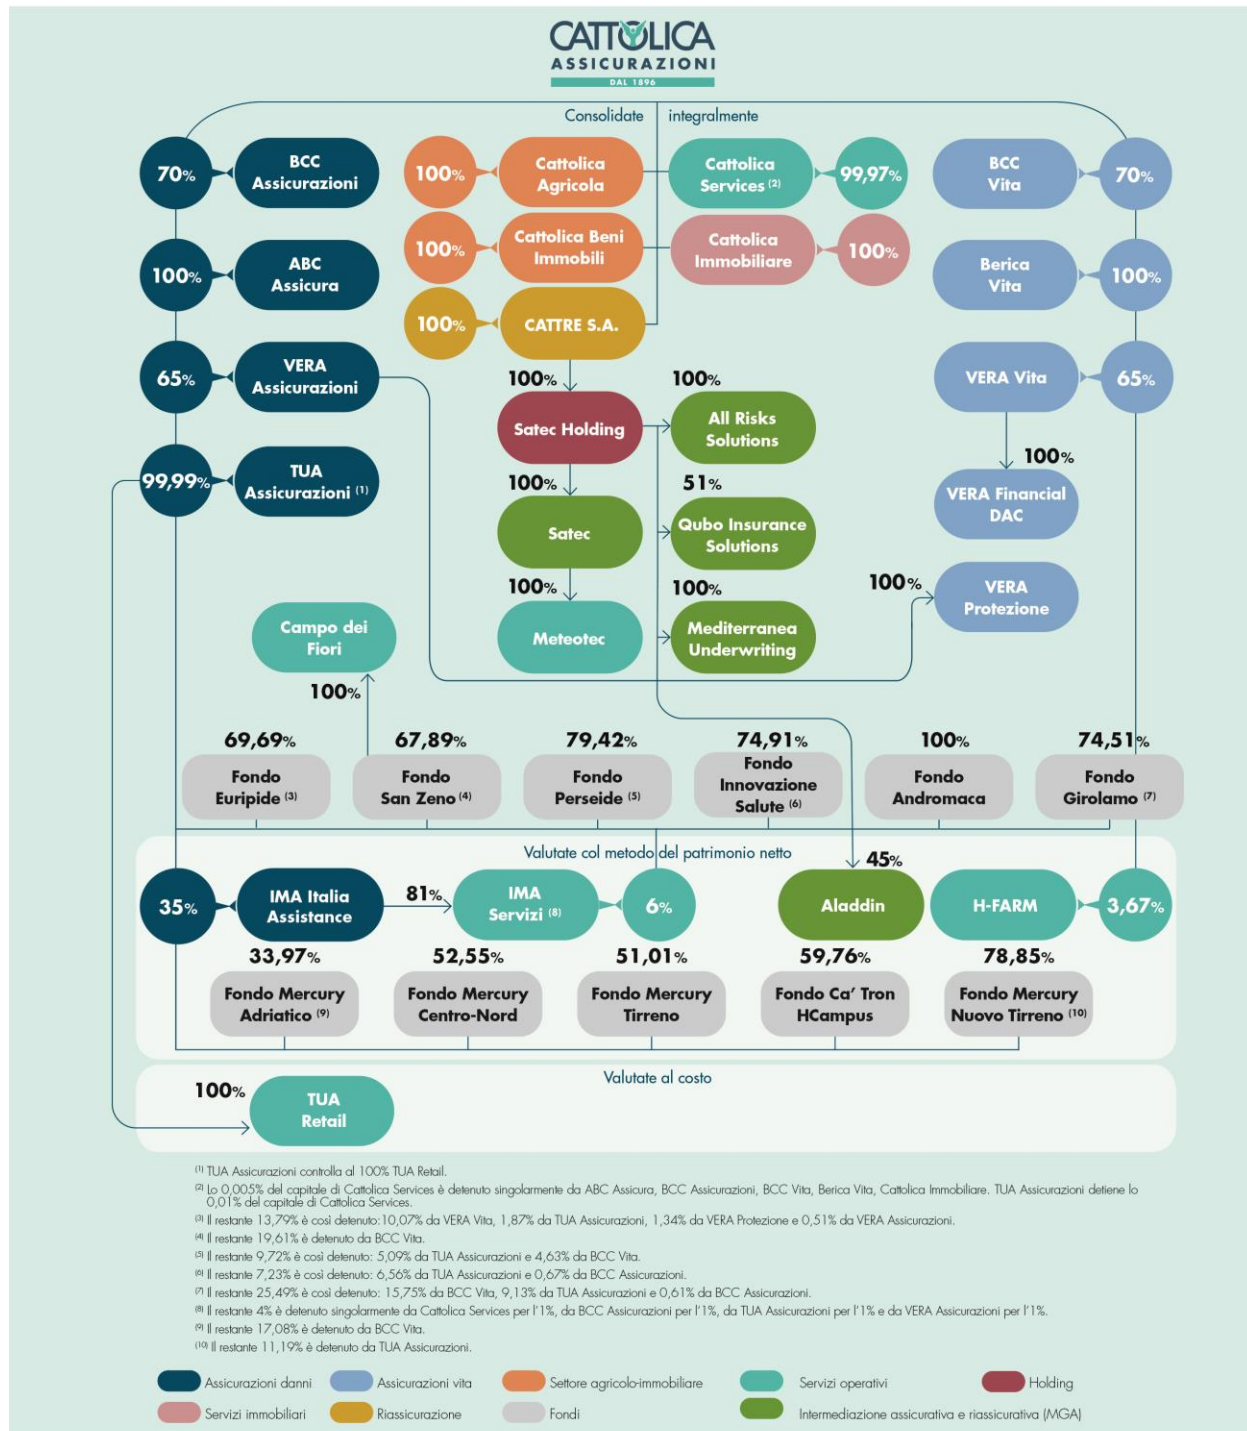 CATTOLICA
ASSICURAZIONI
DAL 1896
Consolidate integralmente
70%
BCC
Assicurazioni
100%
Cattolica
Agricola
Cattolica
Services (2)
99,97%
BCC
Vita
70%
100%
ABC
Assicura
100%
Cattolica Beni
Immobili
Cattolica
Immobiliare
100%
Berica
Vita
100%
100%
CATTRE S.A.
65%
VERA
Assicurazioni
VERA Vita
65%
100%
Satec Holding
100%
All Risks
Solutions
99,99%
TUA
Assicurazioni (1)
100%
Satec
51%
Qubo Insurance
Solutions
100%
VERA Financial
DAC
100%
Meteotec
100%
Mediterranea
Underwriting
100%
VERA
Protezione
Campo dei
Fiori
100%
69,69%
Fondo
Euripide (3)
67,89%
Fondo
San Zeno (4)
79,42%
Fondo
Perseide (5)
74,91%
Fondo
Innovazione
Salute (6)
100%
Fondo
Andromaca
74,51%
Fondo
Girolamo (7)
Valutate col metodo del patrimonio netto
35%
IMA Italia
Assistance
81%
IMA
Servizi (8)
6%
45%
Aladdin
H-FARM
3,67%
33,97%
Fondo Mercury
Adriatico (9)
52,55%
Fondo Mercury
Centro-Nord
51,01%
Fondo Mercury
Tirreno
59,76%
Fondo Ca' Tron
HCampus
78,85%
Fondo Mercury
Nuovo Tirreno (10)
Valutate al costo
100%
TUA
Retail
(1) TUA Assicurazioni controlla al 100% TUA Retail.
(2) Lo 0,005% del capitale di Cattolica Services è detenuto singolarmente da ABC Assicura, BCC Assicurazioni, BCC Vita, Berica Vita, Cattolica Immobiliare. TUA Assicurazioni detiene lo
0,01% del capitale di Cattolica Services.
(3) Il restante 13,79% è così detenuto:10,07% da VERA Vita, 1,87% da TUA Assicurazioni, 1,34% da VERA Protezione e 0,51% da VERA Assicurazioni.
(4) Il restante 19,61% è detenuto da BCC Vita.
(5) Il restante 9,72% è così detenuto: 5,09% da TUA Assicurazioni e 4,63% da BCC Vita.
(6) Il restante 7,23% è così detenuto: 6,56% da TUA Assicurazioni e 0,67% da BCC Assicurazioni.
(7) Il restante 25,49% è così detenuto: 15,75% da BCC Vita, 9,13% da TUA Assicurazioni e 0,61% da BCC Assicurazioni.
(8) Il restante 4% è detenuto singolarmente da Cattolica Services per l'1%, da BCC Assicurazioni per l'1%, da TUA Assicurazioni per l'1% e da VERA Assicurazioni per l'1%.
(9) Il restante 17,08% è detenuto da BCC Vita.
(10) Il restante 11,19% è detenuto da TUA Assicurazioni.
Assicurazioni danni
Assicurazioni vita
Settore agricolo-immobiliare
Servizi operativi
Holding
Servizi immobiliari
Riassicurazione
Fondi
Intermediazione assicurativa e riassicurativa (MGA)